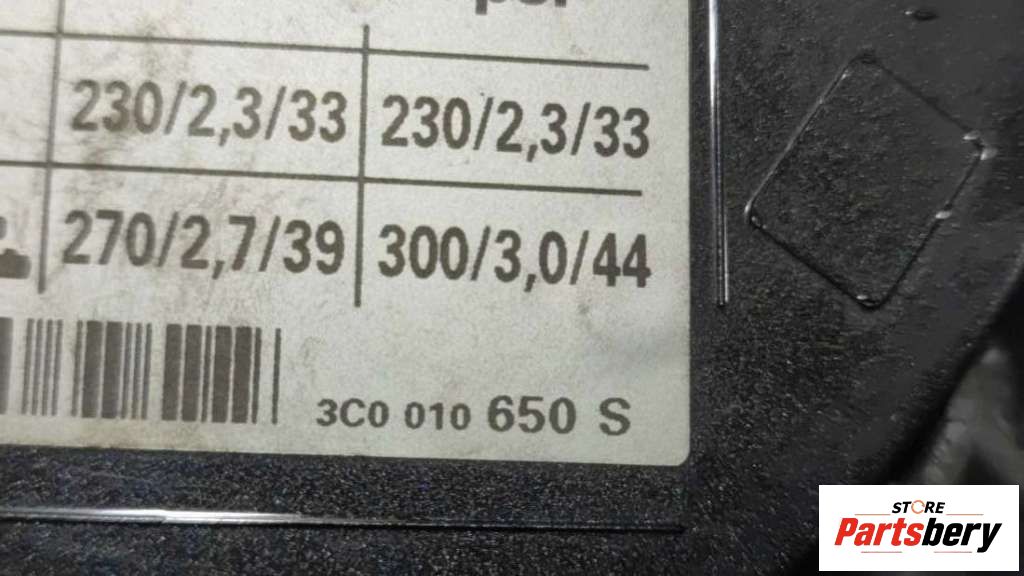 psi
230/2,3/33 230/2,3/33
270/2,7/39 300/3,0/44
3C0 010 650 S
STORE
Partsbery